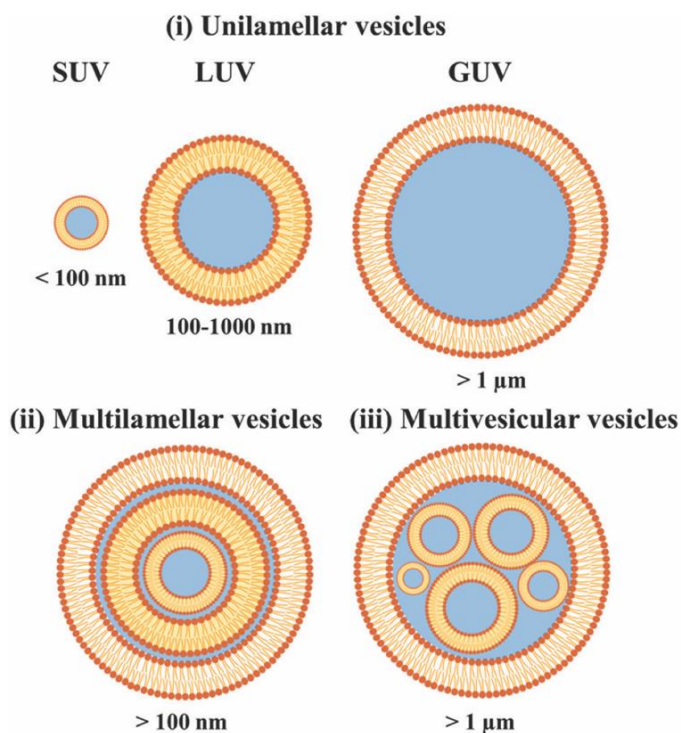 (i) Unilamellar vesicles
SUV LUV GUV
< 100 nm
100-1000 nm
> 1 μm
(ii) Multilamellar vesicles (iii) Multivesicular vesicles
> 100 nm > 1 μm